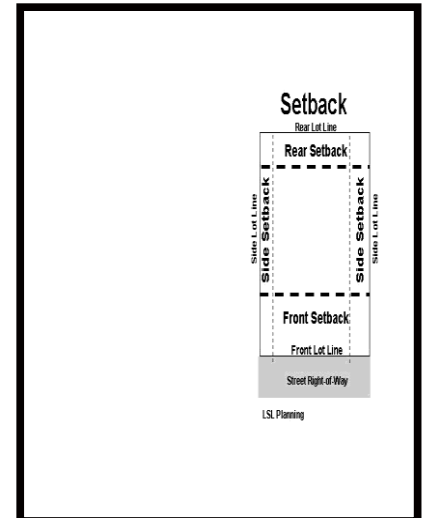 Setback
Rear Lot Line
Rear Setback
Side Lot Line
Side Setback
Side Setback
Side Lot Line
Front Setback
Front Lot Line
Street Right-of-Way
LSL Planning